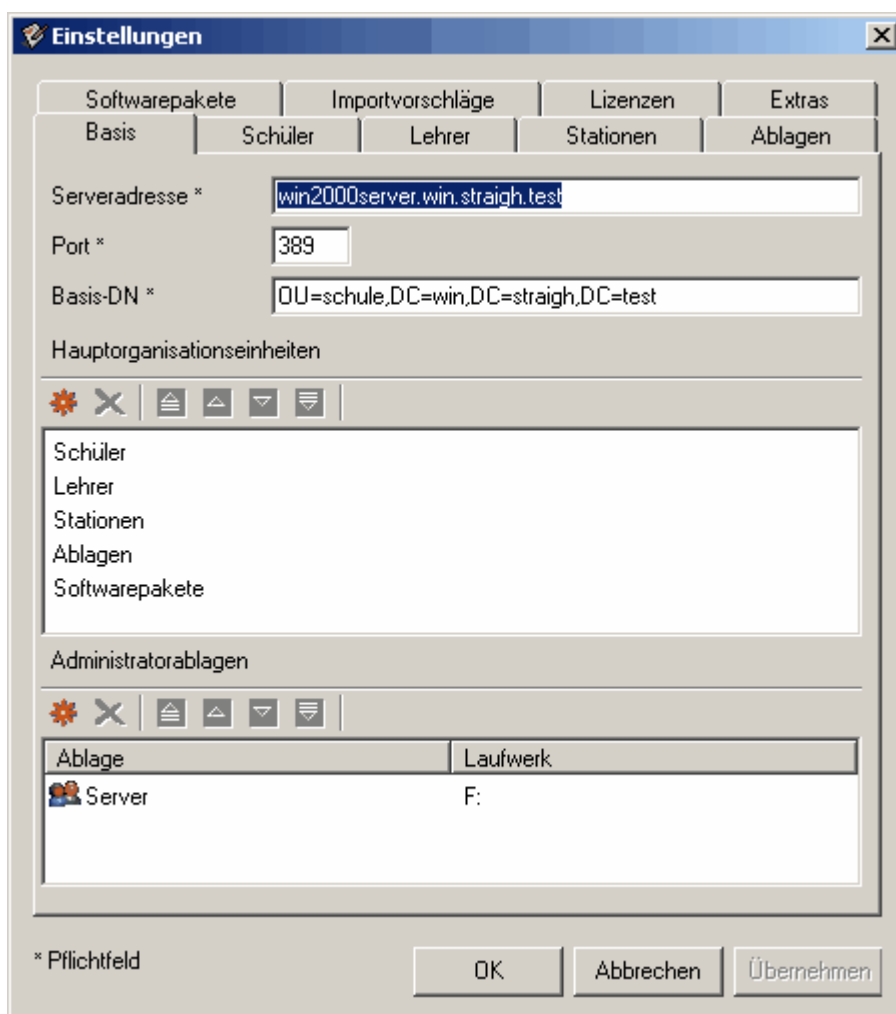 Einstellungen
Softwarepakete Importvorschläge Lizenzen Extras
Basis Schüler Lehrer Stationen Ablagen
Serveradresse * win2000server.win.straigh.test
Port * 389
Basis-DN * OU=schule,DC=win,DC=straigh,DC=test
Hauptorganisationseinheiten
Schüler
Lehrer
Stationen
Ablagen
Softwarepakete
Administratorablagen
Ablage Laufwerk
Server F:
* Pflichtfeld OK Abbrechen Übernehmen